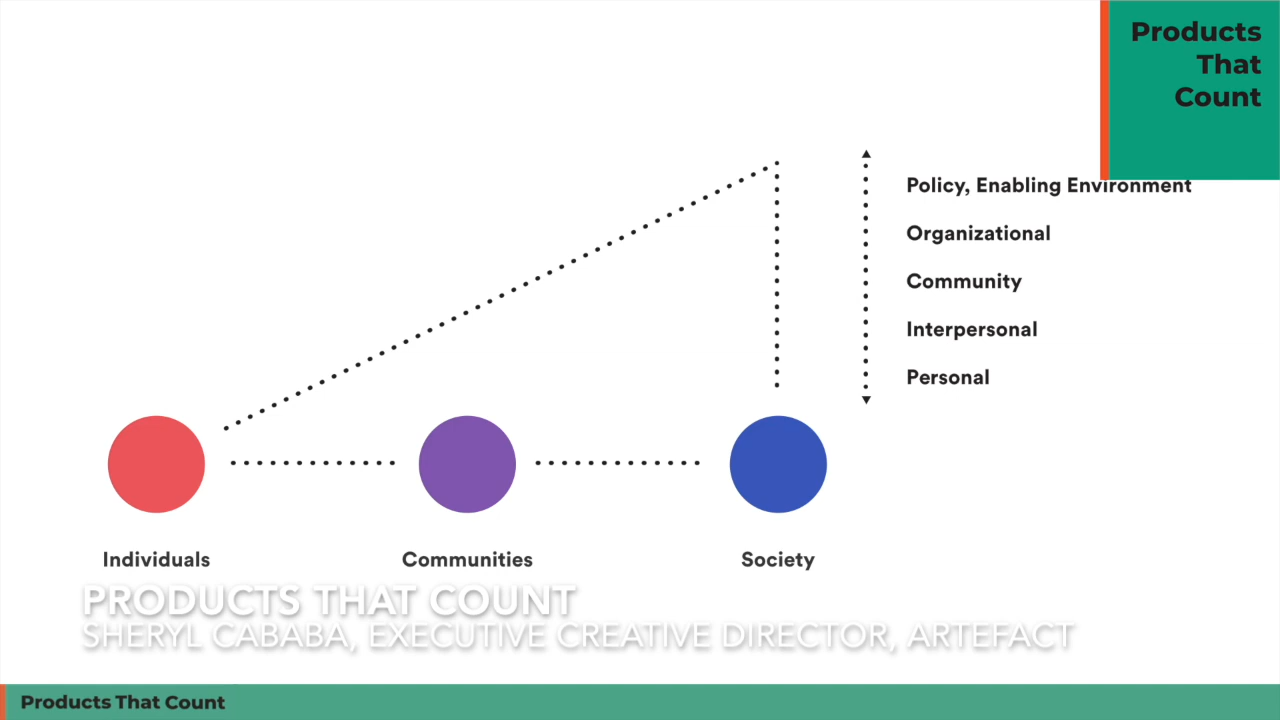 Products
That
Count
Policy, Enabling Environment
Organizational
Community
Interpersonal
Personal
Individuals
Communities
Society
PRODUCTS THAT COUNT
SHERYL CABABA, EXECUTIVE CREATIVE DIRECTOR, ARTEFACT
Products That Count